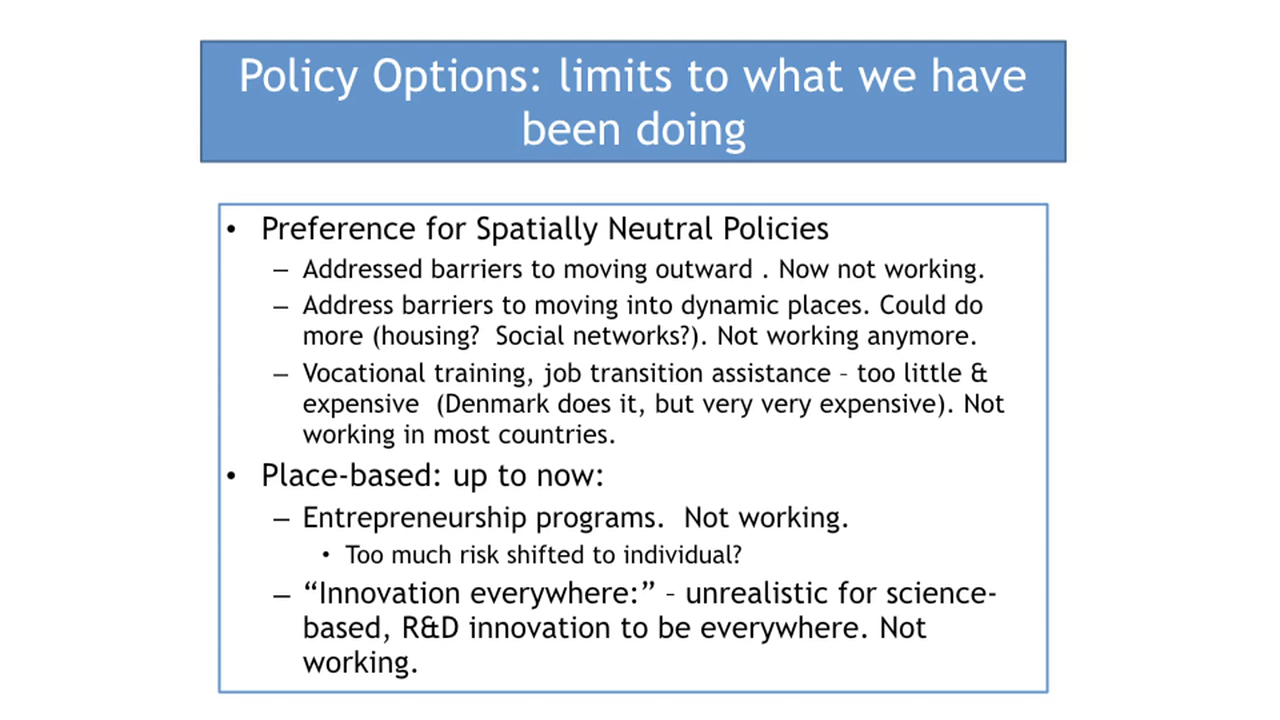 Policy Options: limits to what we have
been doing
• Preference for Spatially Neutral Policies
– Addressed barriers to moving outward . Now not working.
– Address barriers to moving into dynamic places. Could do
more (housing?  Social networks?). Not working anymore.
– Vocational training, job transition assistance – too little &
expensive  (Denmark does it, but very very expensive). Not
working in most countries.
• Place-based: up to now:
– Entrepreneurship programs.  Not working.
• Too much risk shifted to individual?
– “Innovation everywhere:” – unrealistic for science-
based, R&D innovation to be everywhere. Not
working.